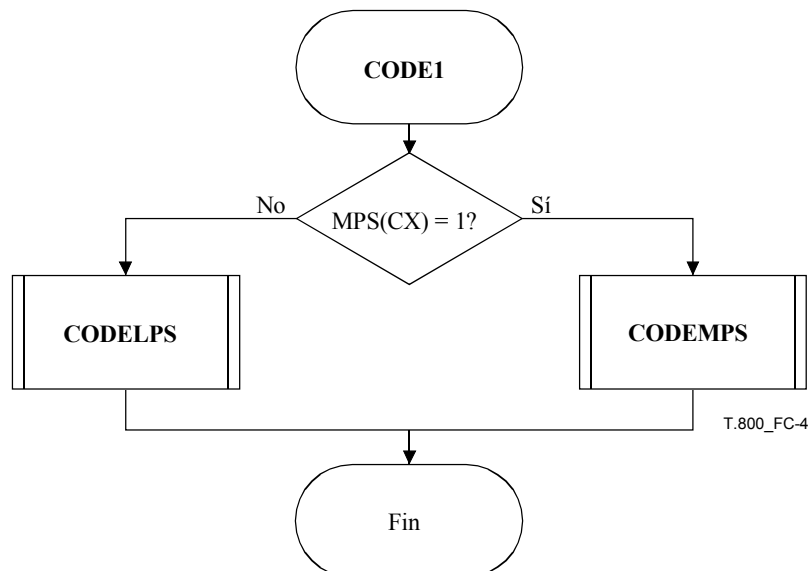 CODE1
No
MPS(CX) = 1?
Sí
CODELPS
CODEMPS
T.800_FC-4
Fin